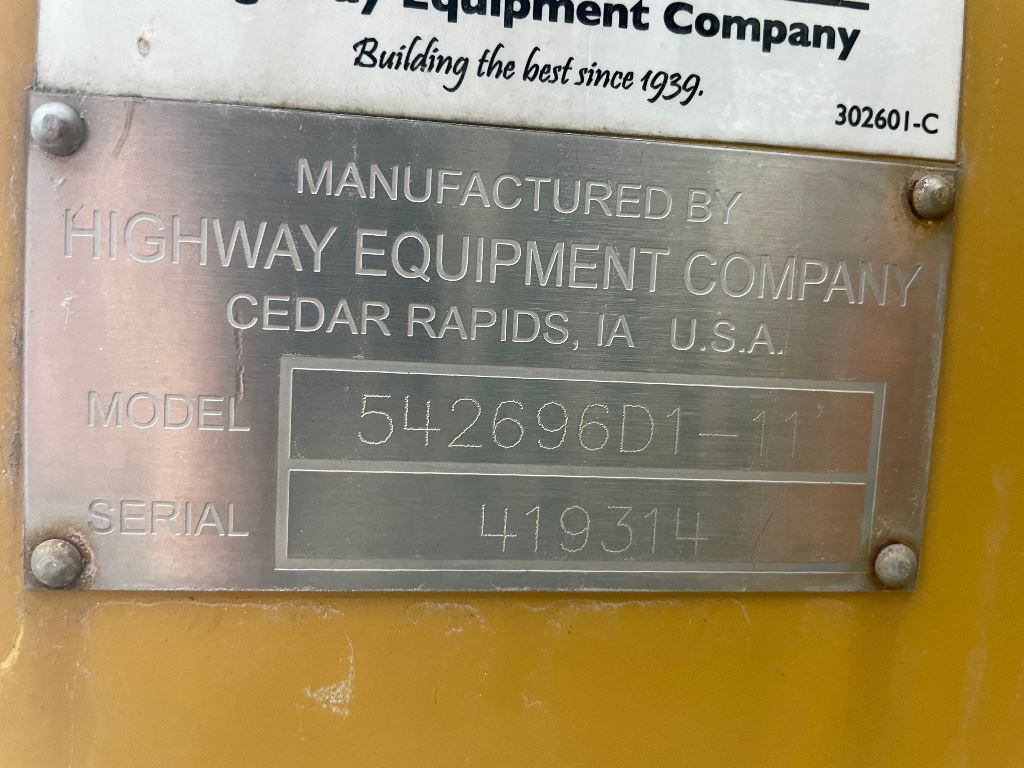 Highway Equipment Company
Building the best since 1939.
302601-C
MANUFACTURED BY
HIGHWAY EQUIPMENT COMPANY
CEDAR RAPIDS, IA U.S.A.
MODEL 542696D1-11
SERIAL 419314